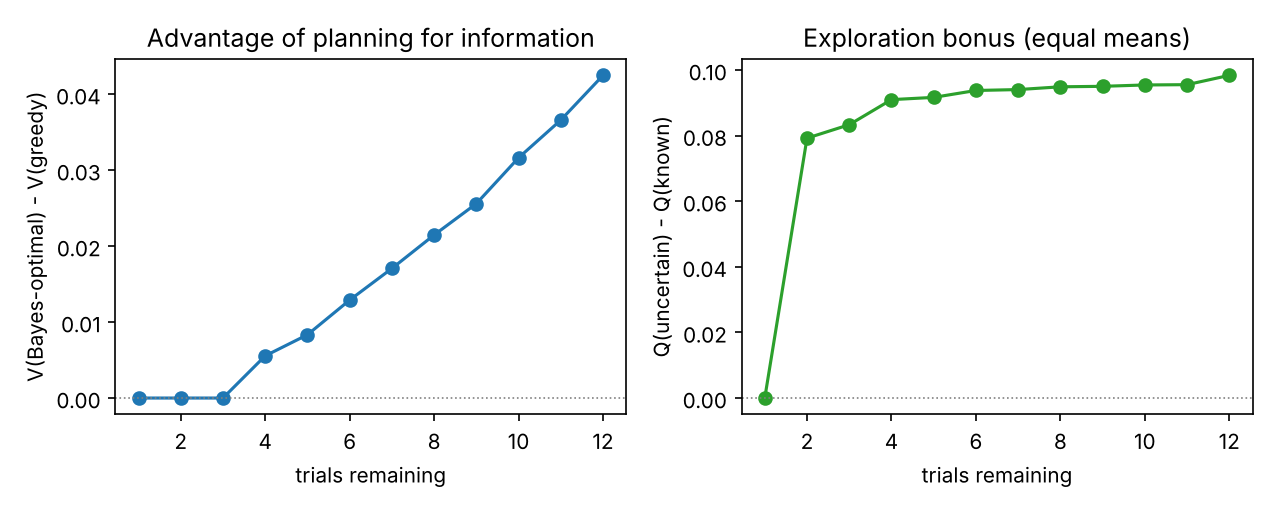 Advantage of planning for information
V(Bayes-optimal) - V(greedy)
0.04
0.03
0.02
0.01
0.00
2 4 6 8 10 12
trials remaining
Exploration bonus (equal means)
Q(uncertain) - Q(known)
0.10
0.08
0.06
0.04
0.02
0.00
2 4 6 8 10 12
trials remaining